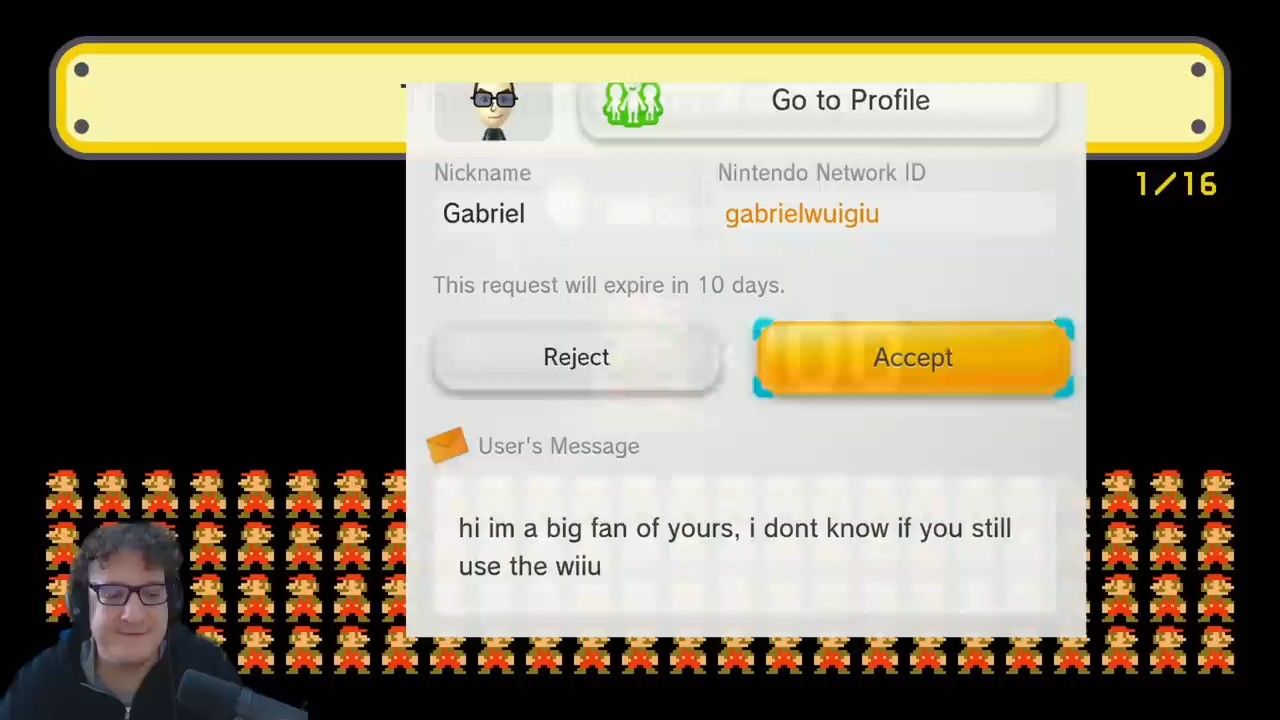 Go to Profile
Nickname
Nintendo Network ID
1/16
Gabriel
gabrielwuigiu
This request will expire in 10 days.
Reject
Accept
User's Message
hi im a big fan of yours, i dont know if you still
use the wiiu